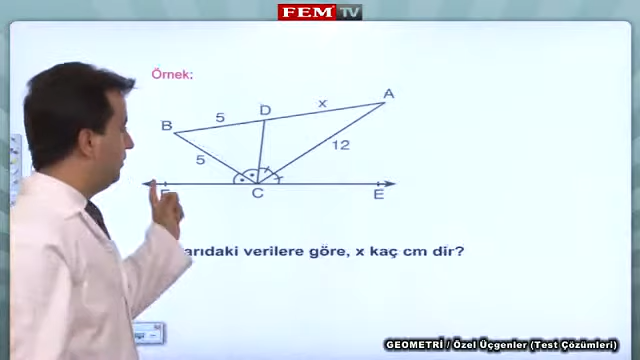 FEM TV
Örnek;
A
D
x
5
B
12
5
C
E
arıdaki verilere göre, x kaç cm dir?
GEOMETRİ / Özel Üçgenler (Test Çözümleri)